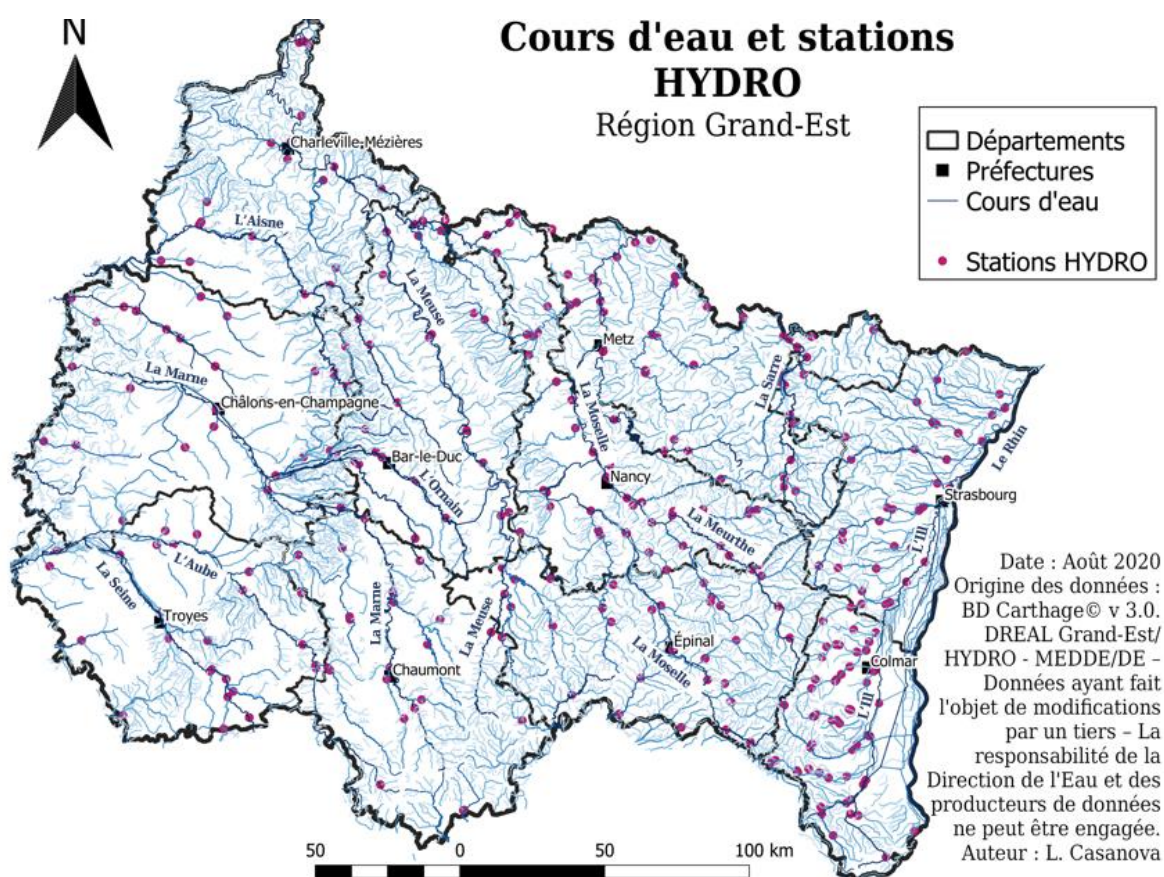 N
Cours d'eau et stations
HYDRO
Région Grand-Est
Départements
Préfectures
Cours d'eau
Stations HYDRO
Charleville-Mézières
L'Aisne
La Meuse
Metz
La Sarre
La Marne
Châlons-en-Champagne
La Moselle
Bar-le-Duc
L'Ornain
Nancy
Le Rhin
Strasbourg
La Meurthe
L'Ill
L'Aube
La Seine
Troyes
La Marne
La Meuse
Chaumont
Épinal
La Moselle
Colmar
L'Ill
Date : Août 2020
Origine des données :
BD Carthage© v 3.0.
DREAL Grand-Est/
HYDRO - MEDDE/DE –
Données ayant fait
l'objet de modifications
par un tiers – La
responsabilité de la
Direction de l'Eau et des
producteurs de données
ne peut être engagée.
Auteur : L. Casanova
50 0 50 100 km